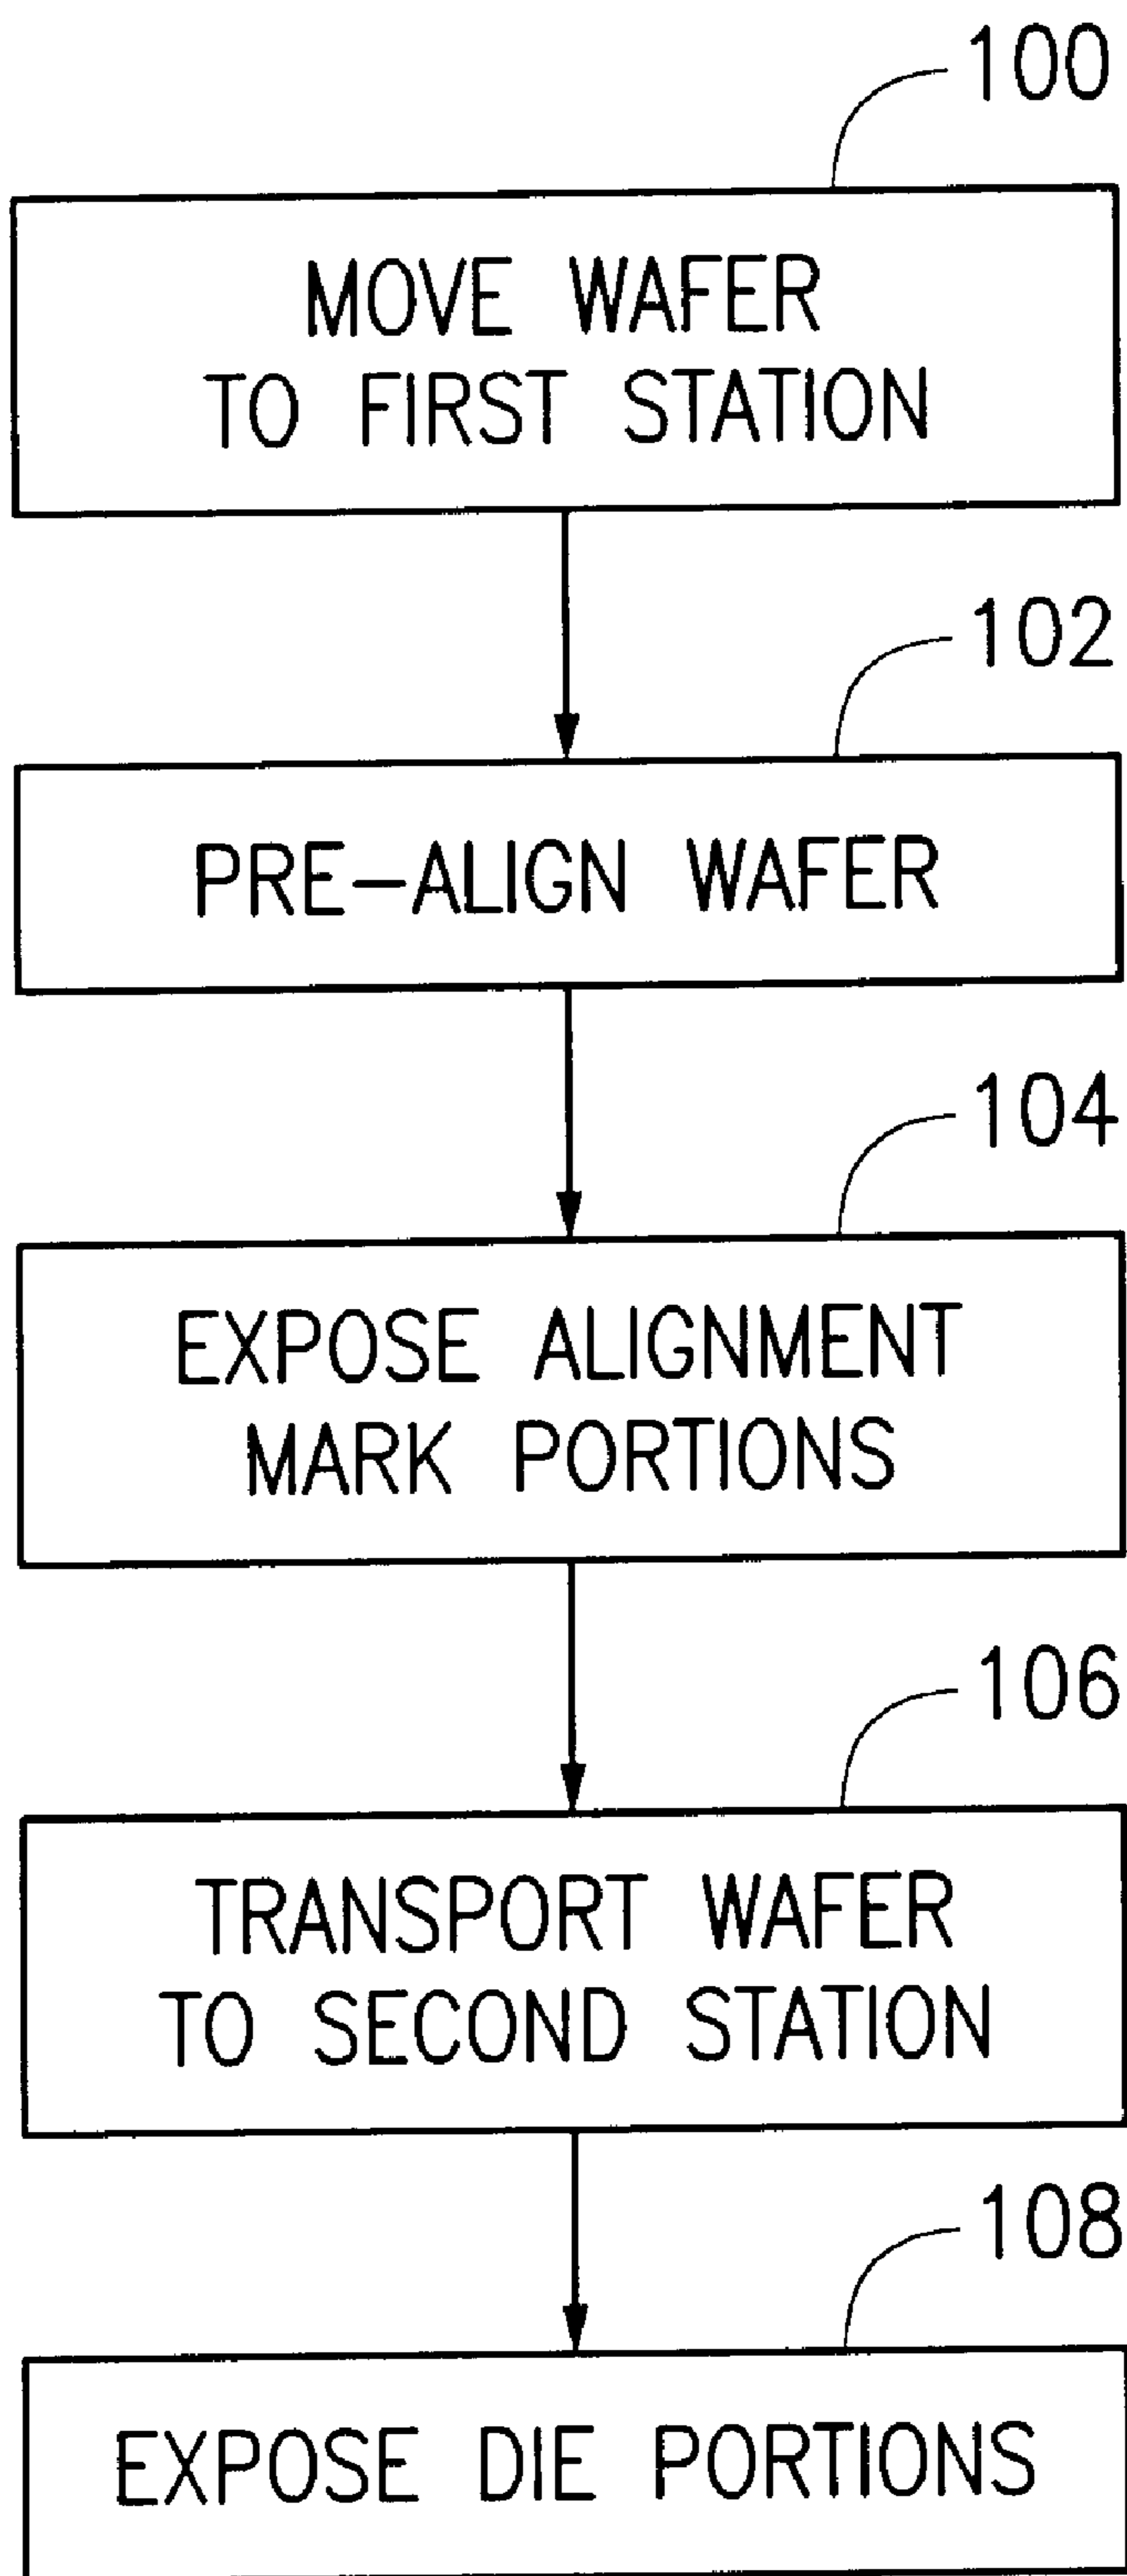 100
MOVE WAFER
TO FIRST STATION
102
PRE-ALIGN WAFER
104
EXPOSE ALIGNMENT
MARK PORTIONS
106
TRANSPORT WAFER
TO SECOND STATION
108
EXPOSE DIE PORTIONS